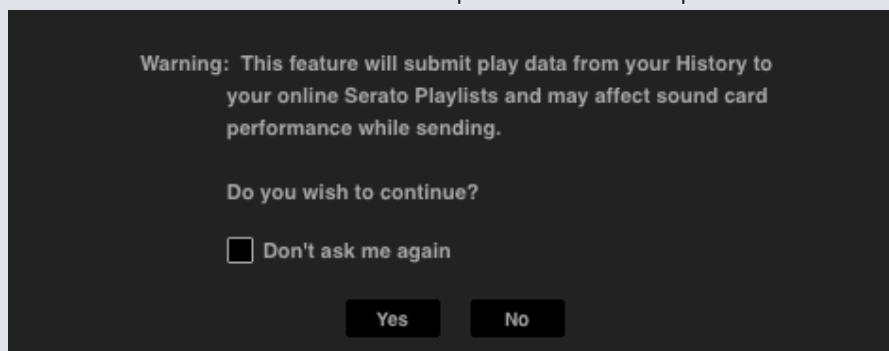 Warning: This feature will submit play data from your History to
your online Serato Playlists and may affect sound card
performance while sending.
Do you wish to continue?
Don't ask me again
Yes No